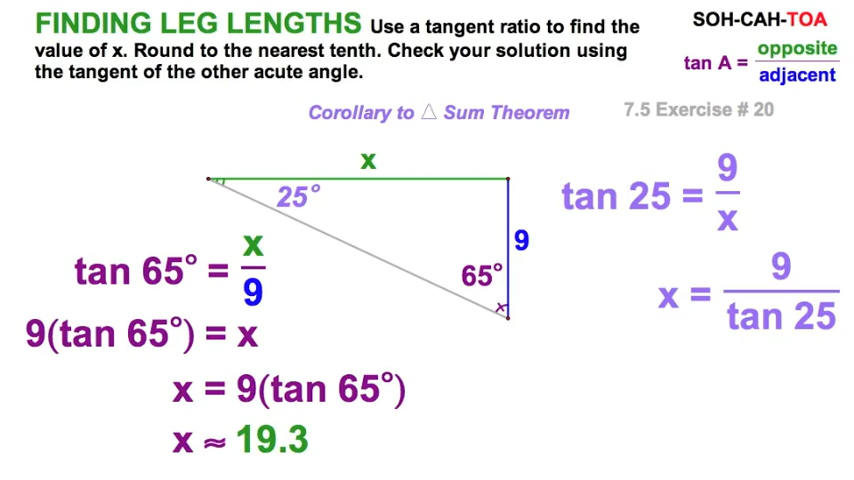 FINDING LEG LENGTHS Use a tangent ratio to find the
value of x. Round to the nearest tenth. Check your solution using
the tangent of the other acute angle.
SOH-CAH-TOA
tan A = opposite
adjacent
Corollary to △ Sum Theorem
7.5 Exercise # 20
x
25°
9
65°
x
tan 65° = x
9
9(tan 65°) = x
x = 9(tan 65°)
x ≈ 19.3
tan 25 = 9
x
x = 9
tan 25